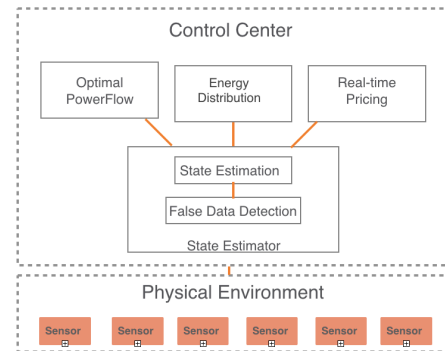 Control Center
Optimal
PowerFlow
Energy
Distribution
Real-time
Pricing
State Estimation
False Data Detection
State Estimator
Physical Environment
Sensor
Sensor
Sensor
Sensor
Sensor
Sensor